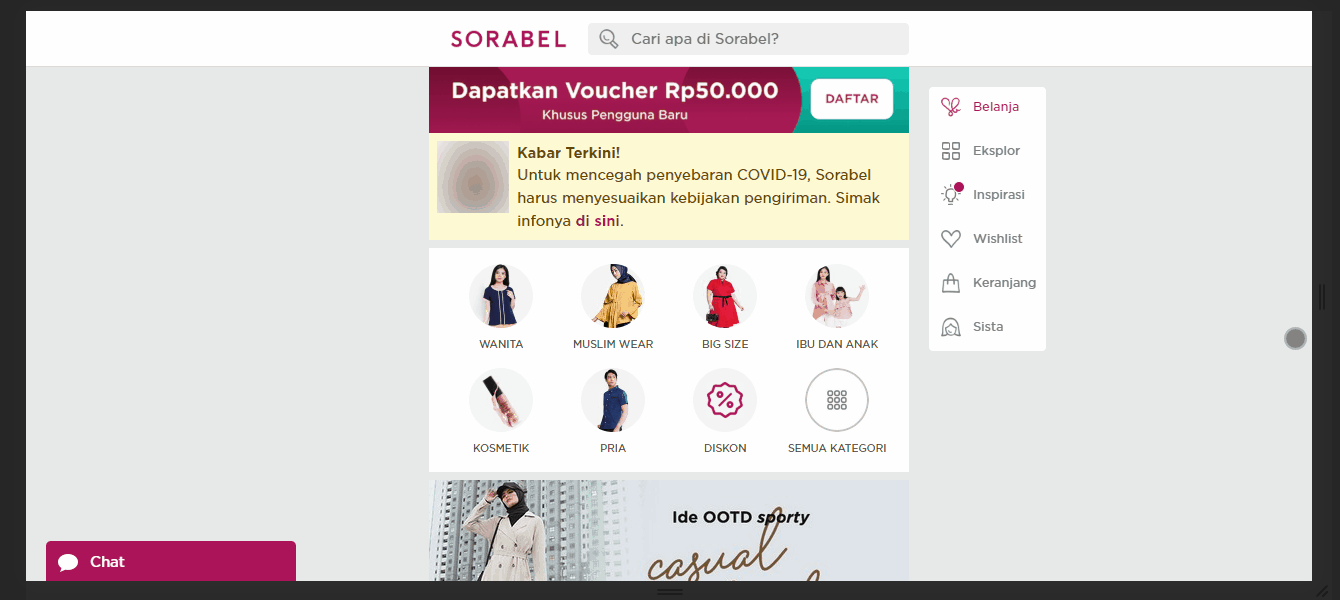 SORABEL
Cari apa di Sorabel?
Dapatkan Voucher Rp50.000
Khusus Pengguna Baru
DAFTAR
Kabar Terkini!
Untuk mencegah penyebaran COVID-19, Sorabel
harus menyesuaikan kebijakan pengiriman. Simak
infonya di sini.
Belanja
Eksplor
Inspirasi
Wishlist
Keranjang
Sista
WANITA
MUSLIM WEAR
BIG SIZE
IBU DAN ANAK
KOSMETIK
PRIA
DISKON
SEMUA KATEGORI
Ide OOTD sporty
casual
Chat